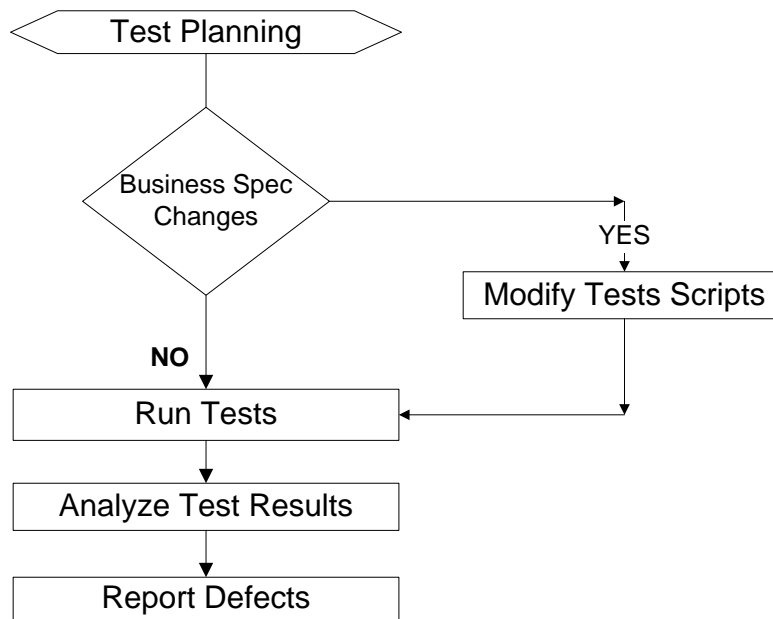 Test Planning
Business Spec
Changes
YES
Modify Tests Scripts
NO
Run Tests
Analyze Test Results
Report Defects